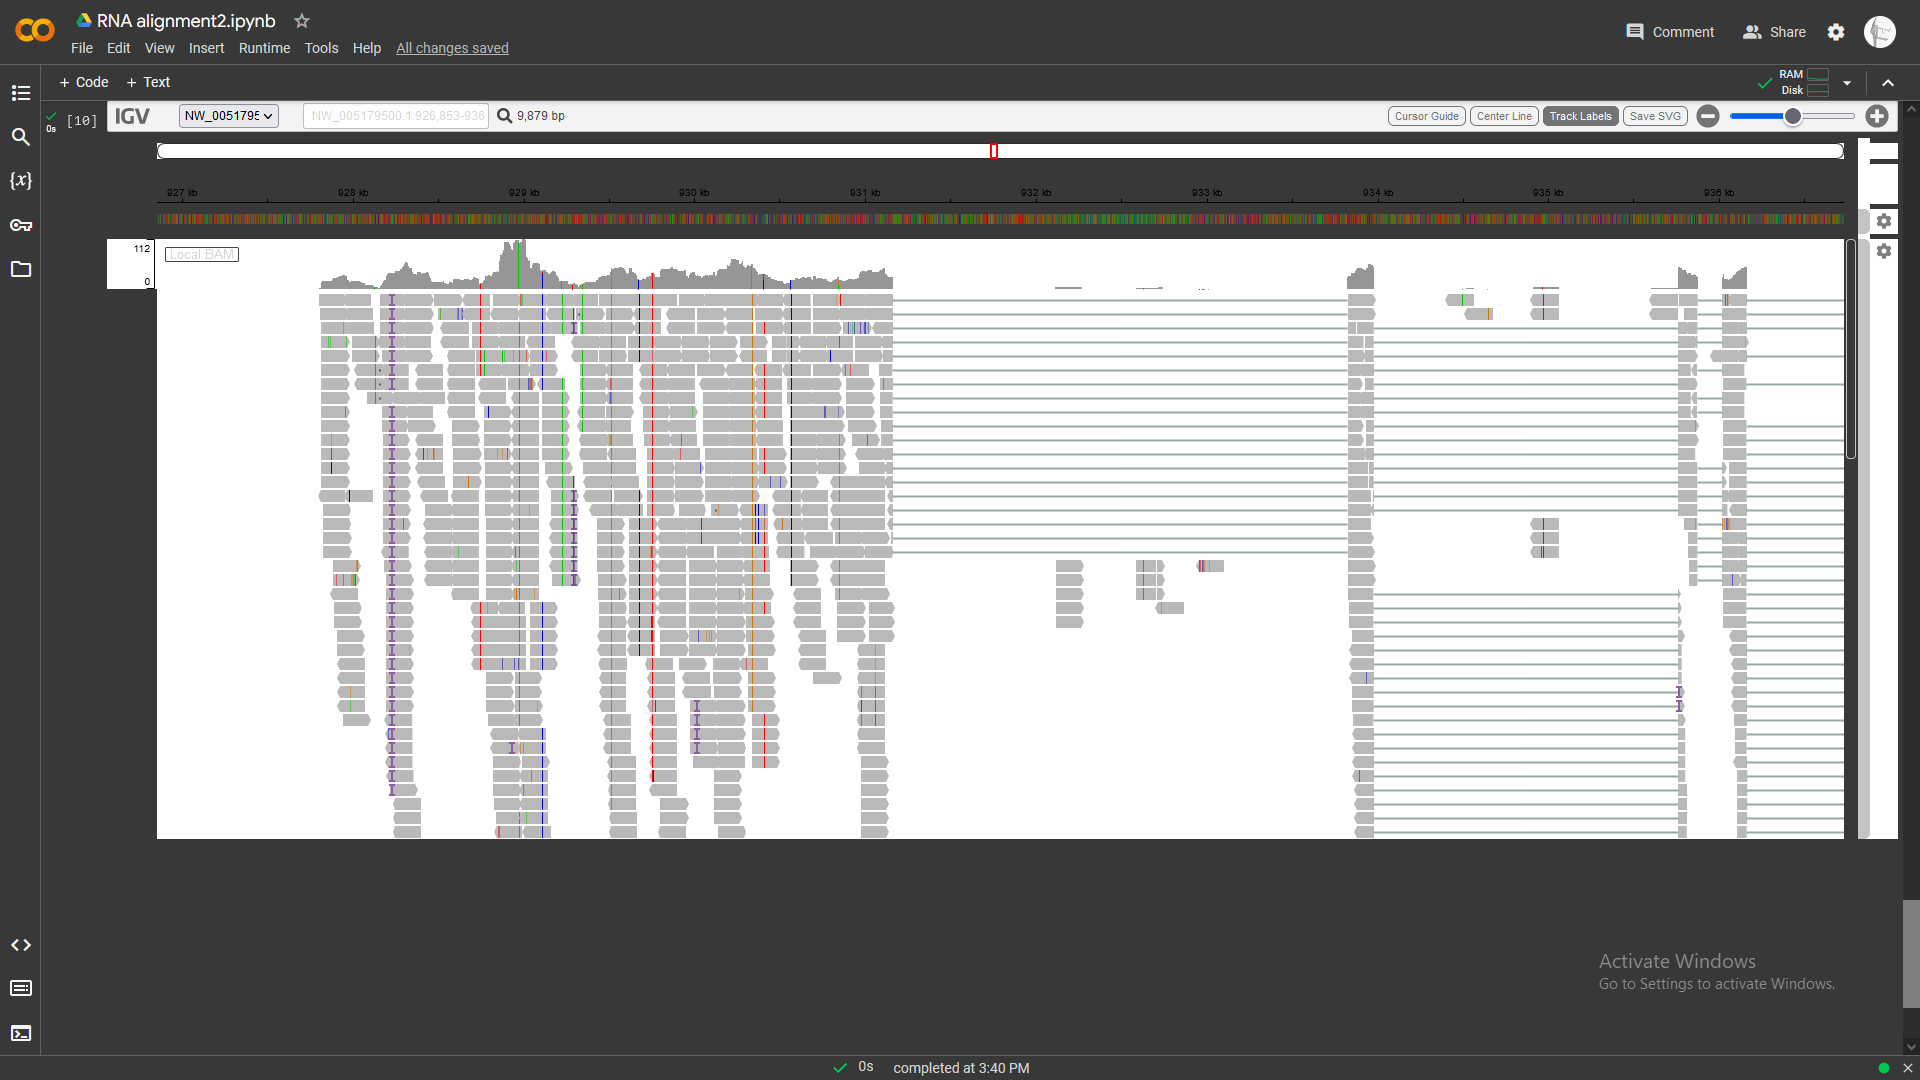 RNA alignment2.ipynb
File Edit View Insert Runtime Tools Help All changes saved
Comment Share
+ Code + Text
RAM
Disk
[10]
0s
IGV NW_005179 NW_005179500.1:926,853-936 9,879 bp Cursor Guide Center Line Track Labels Save SVG
927 kb 928 kb 929 kb 930 kb 931 kb 932 kb 933 kb 934 kb 935 kb 936 kb
112
0
Local BAM
{x}
Activate Windows
Go to Settings to activate Windows.
0s completed at 3:40 PM